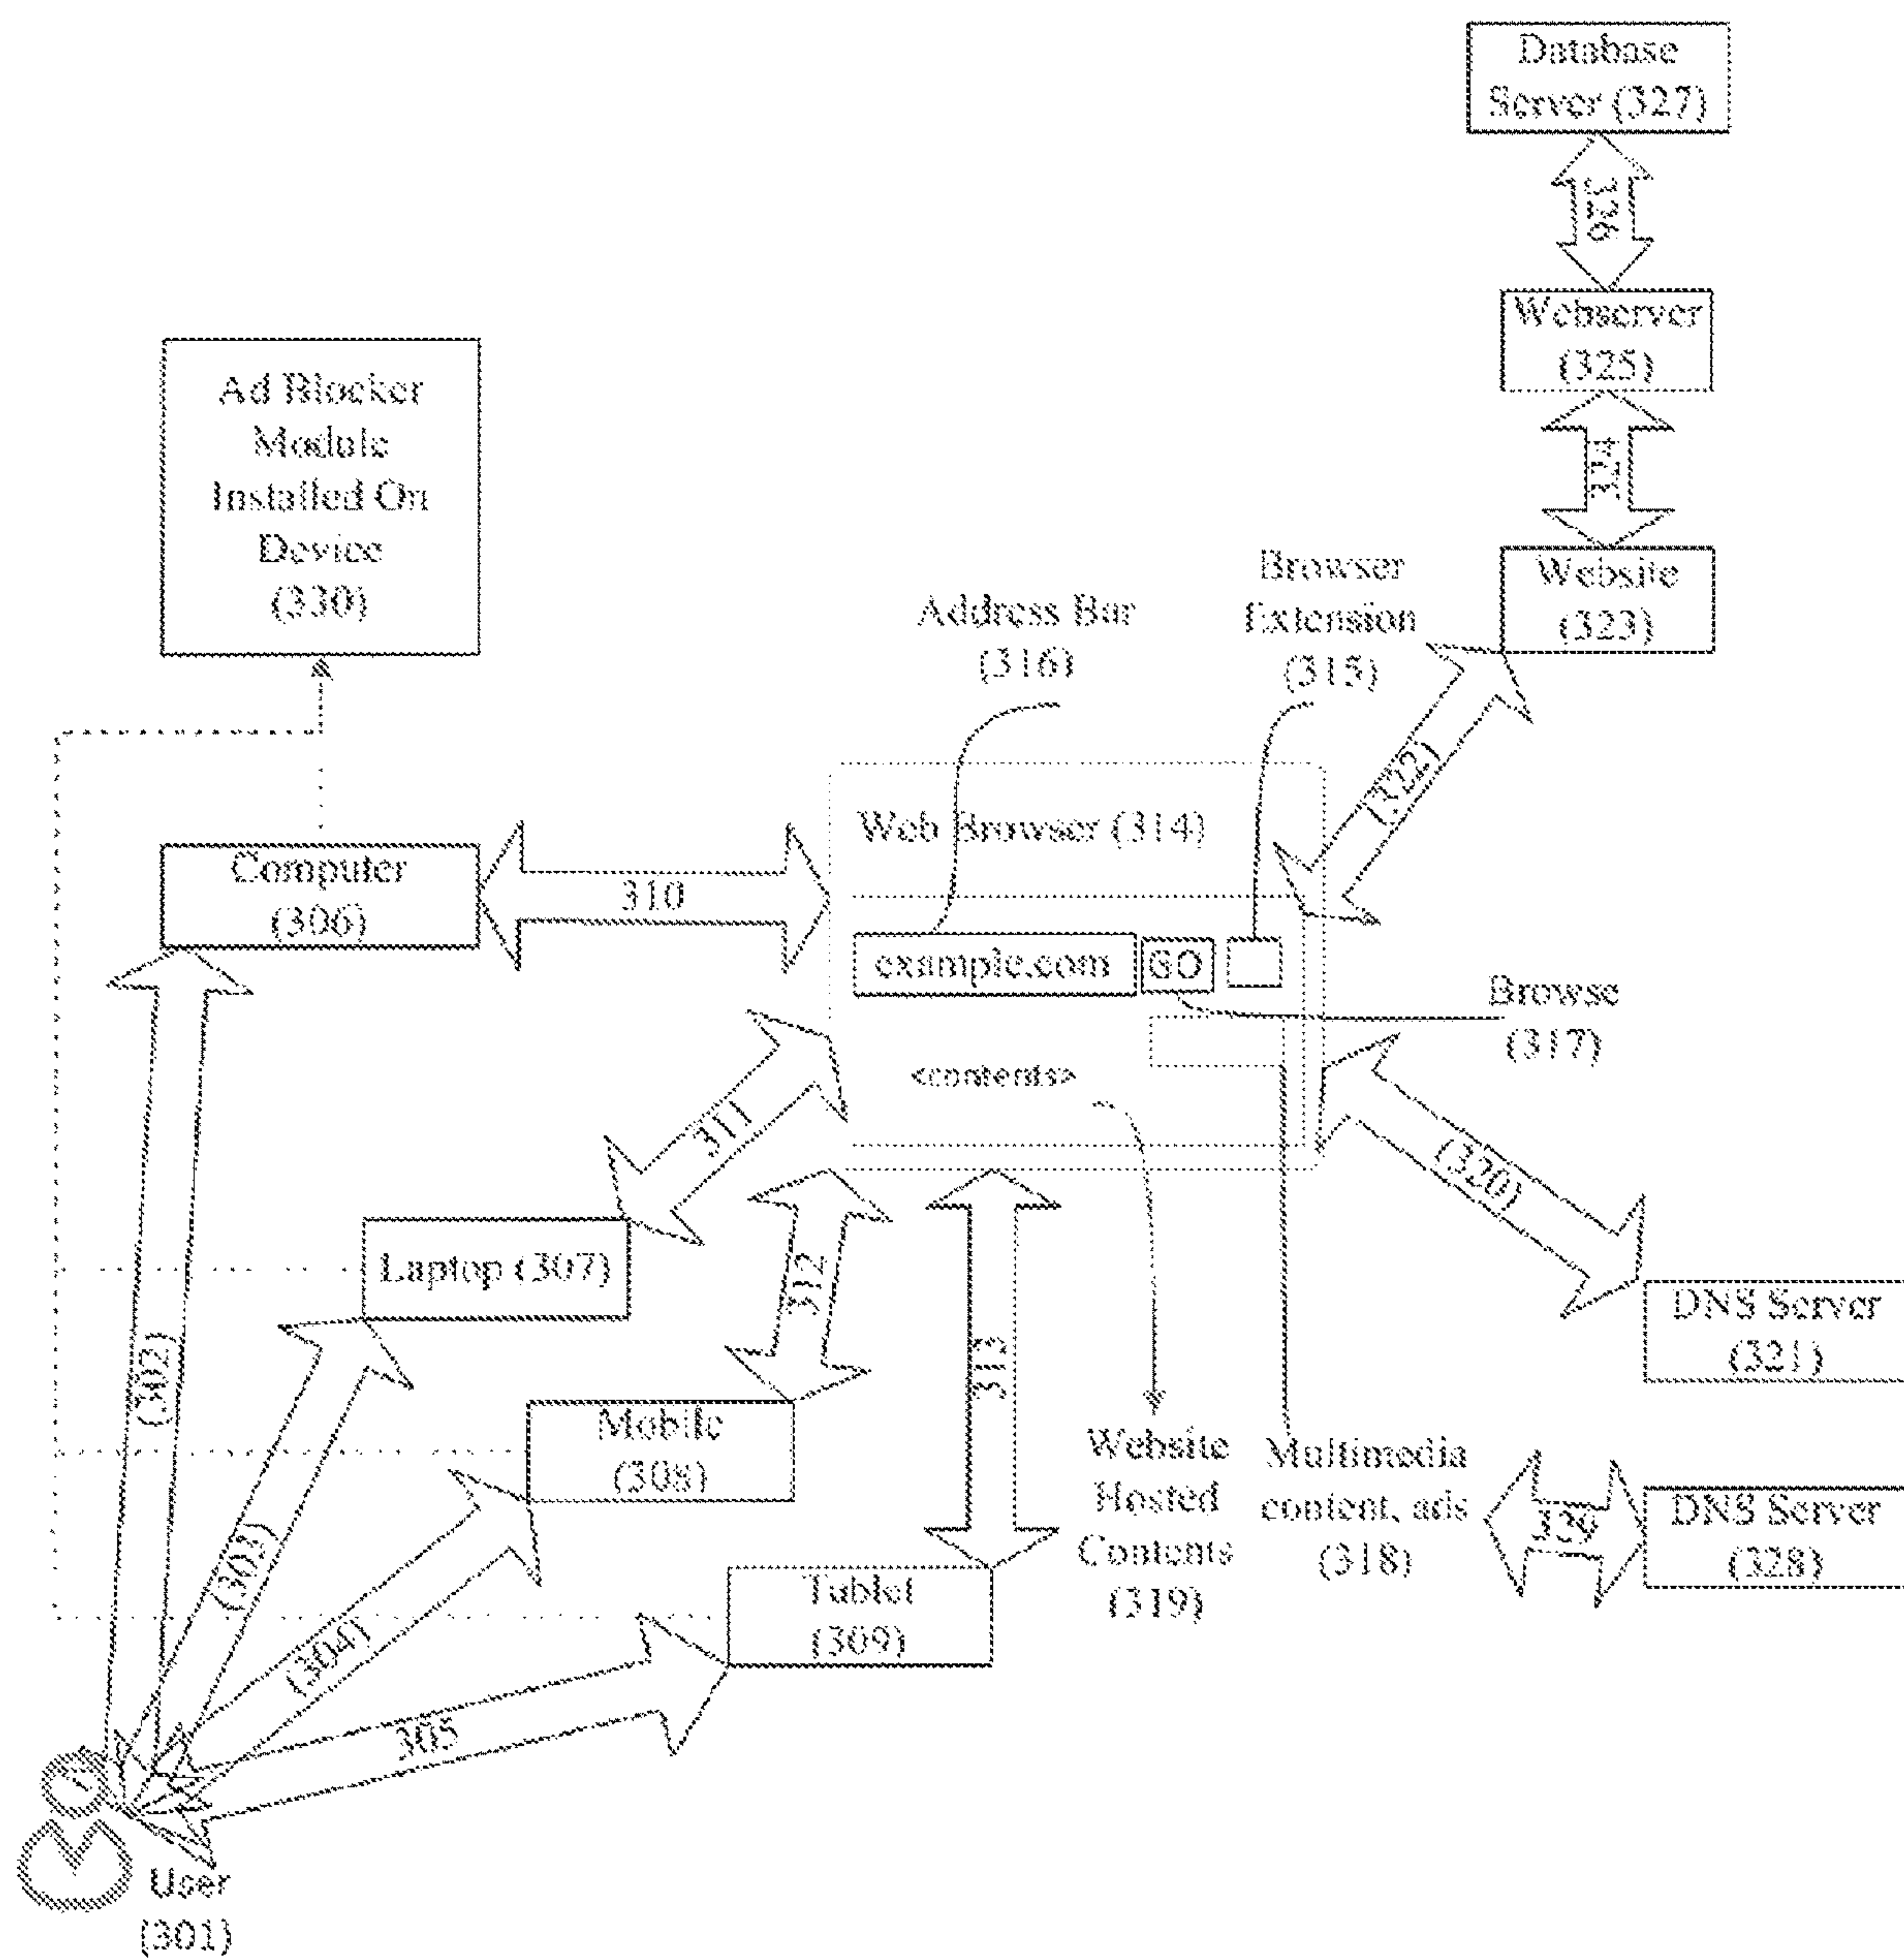 Database
Server (327)
326
Webserver
(325)
324
Website
(323)
Ad Blocker
Module
Installed On
Device
(330)
Address Bar
(316)
Browser
Extension
(315)
(322)
Web Browser (314)
Computer
(306)
310
example.com
GO
Browse
(317)
<contents>
311
(320)
Laptop (307)
312
313
DNS Server
(321)
(302)
Mobile
(308)
Website
Hosted
Contents
(319)
Multimedia
content, ads
(318)
329
DNS Server
(328)
(303)
(304)
Tablet
(309)
305
User
(301)